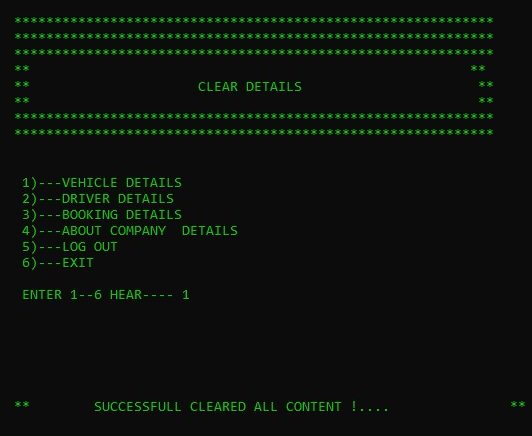 ************************************************************
************************************************************
************************************************************
**                                                       **
**                     CLEAR DETAILS                      **
**                                                        **
************************************************************
************************************************************
1)---VEHICLE DETAILS
2)---DRIVER DETAILS
3)---BOOKING DETAILS
4)---ABOUT COMPANY  DETAILS
5)---LOG OUT
6)---EXIT
ENTER 1--6 HEAR---- 1
**        SUCCESSFULL CLEARED ALL CONTENT !....               **